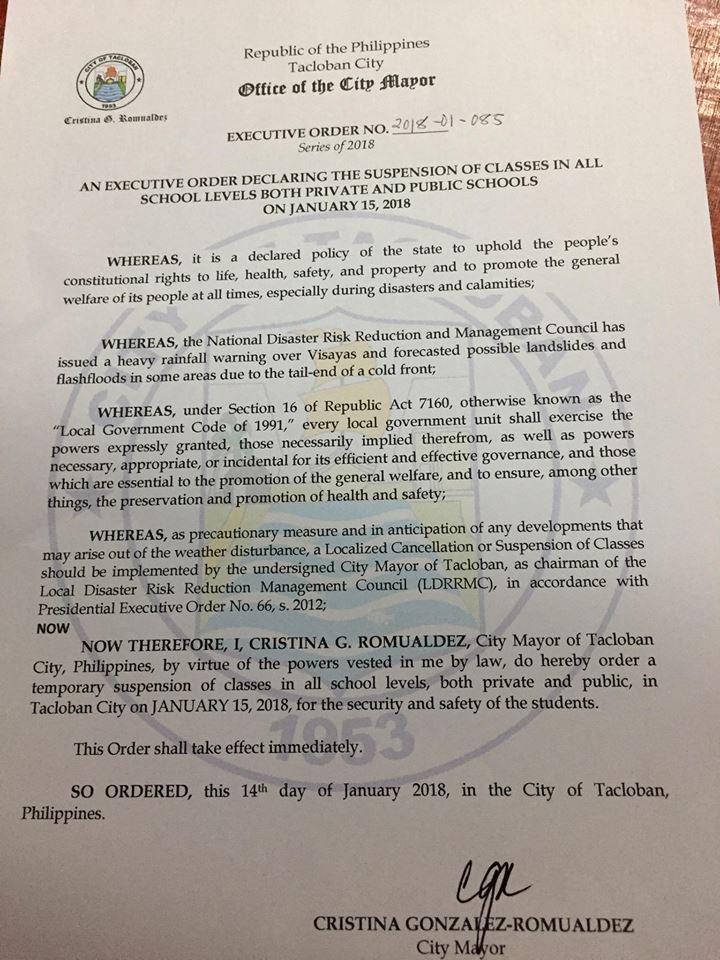 Republic of the Philippines
Tacloban City
Office of the City Mayor
CITY OF TACLOBAN
1953
Cristina G. Romualdez
EXECUTIVE ORDER NO. 2018-01-085
Series of 2018
AN EXECUTIVE ORDER DECLARING THE SUSPENSION OF CLASSES IN ALL
SCHOOL LEVELS BOTH PRIVATE AND PUBLIC SCHOOLS
ON JANUARY 15, 2018
WHEREAS, it is a declared policy of the state to uphold the people's
constitutional rights to life, health, safety, and property and to promote the general
welfare of its people at all times, especially during disasters and calamities;
WHEREAS, the National Disaster Risk Reduction and Management Council has
issued a heavy rainfall warning over Visayas and forecasted possible landslides and
flashfloods in some areas due to the tail-end of a cold front;
WHEREAS, under Section 16 of Republic Act 7160, otherwise known as the
"Local Government Code of 1991," every local government unit shall exercise the
powers expressly granted, those necessarily implied therefrom, as well as powers
necessary, appropriate, or incidental for its efficient and effective governance, and those
which are essential to the promotion of the general welfare, and to ensure, among other
things, the preservation and promotion of health and safety;
WHEREAS, as precautionary measure and in anticipation of any developments that
may arise out of the weather disturbance, a Localized Cancellation or Suspension of Classes
should be implemented by the undersigned City Mayor of Tacloban, as chairman of the
Local Disaster Risk Reduction Management Council (LDRRMC), in accordance with
Presidential Executive Order No. 66, s. 2012;
NOW
NOW THEREFORE, I, CRISTINA G. ROMUALDEZ, City Mayor of Tacloban
City, Philippines, by virtue of the powers vested in me by law, do hereby order a
temporary suspension of classes in all school levels, both private and public, in
Tacloban City on JANUARY 15, 2018, for the security and safety of the students.
1953
This Order shall take effect immediately.
SO ORDERED, this 14th day of January 2018, in the City of Tacloban,
Philippines.
CRISTINA GONZALEZ-ROMUALDEZ
City Mayor